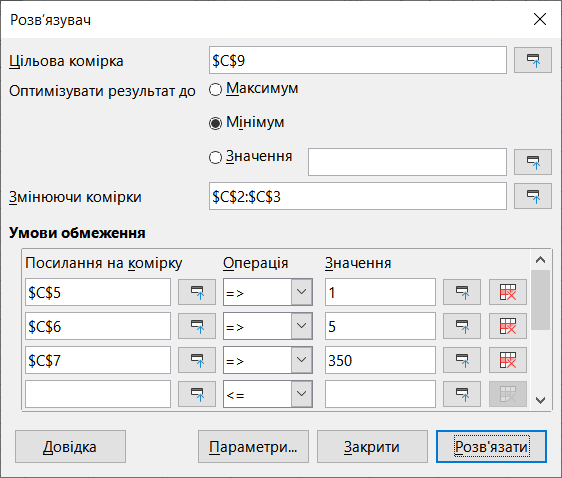 Розв'язувач
Цільова комірка $C$9
Оптимізувати результат до Максимум
Мінімум
Значення
Змінюючи комірки $C$2:$C$3
Умови обмеження
Посилання на комірку Операція Значення
$C$5 => 1
$C$6 => 5
$C$7 => 350
<=
Довідка Параметри... Закрити Розв'язати